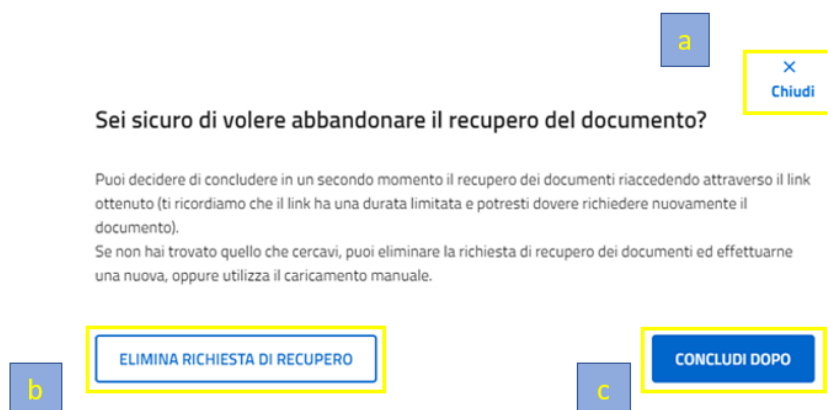 a
× Chiudi
Sei sicuro di volere abbandonare il recupero del documento?
Puoi decidere di concludere in un secondo momento il recupero dei documenti riaccedendo attraverso il link
ottenuto (ti ricordiamo che il link ha una durata limitata e potresti dovere richiedere nuovamente il
documento).
Se non hai trovato quello che cercavi, puoi eliminare la richiesta di recupero dei documenti ed effettuarne
una nuova, oppure utilizza il caricamento manuale.
ELIMINA RICHIESTA DI RECUPERO
CONCLUDI DOPO
b
c